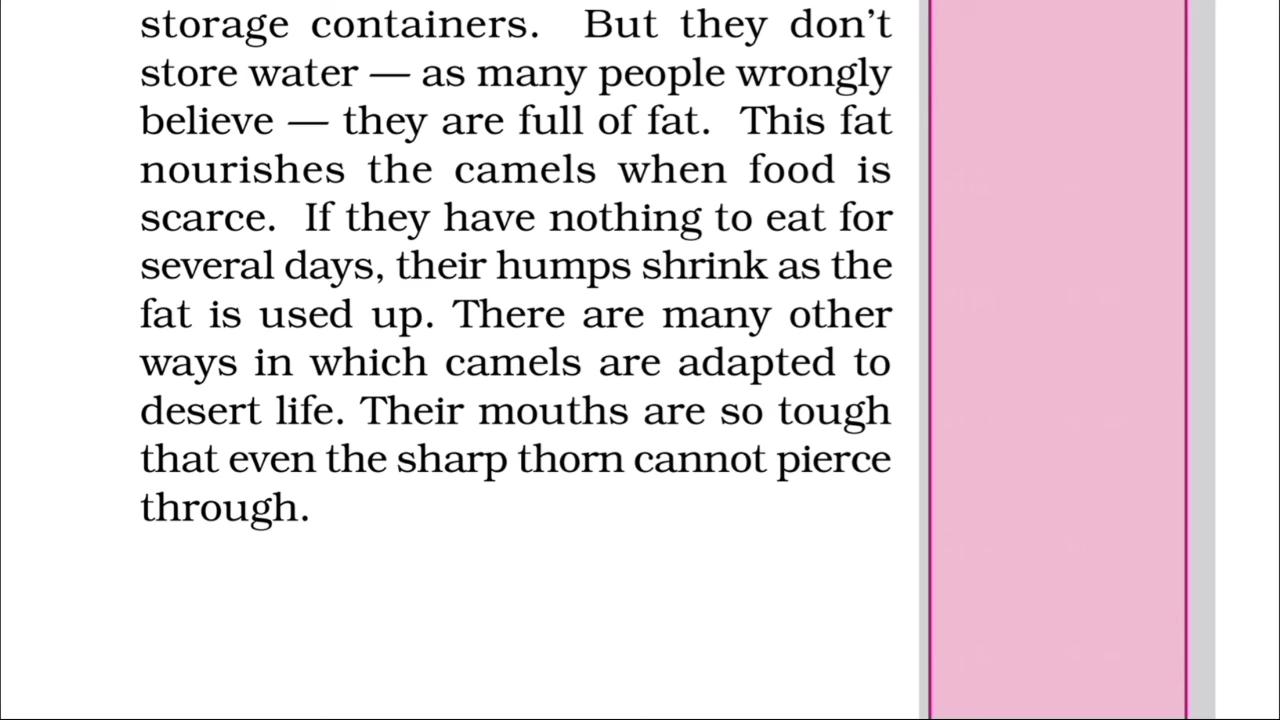 storage containers. But they don't
store water — as many people wrongly
believe — they are full of fat. This fat
nourishes the camels when food is
scarce. If they have nothing to eat for
several days, their humps shrink as the
fat is used up. There are many other
ways in which camels are adapted to
desert life. Their mouths are so tough
that even the sharp thorn cannot pierce
through.